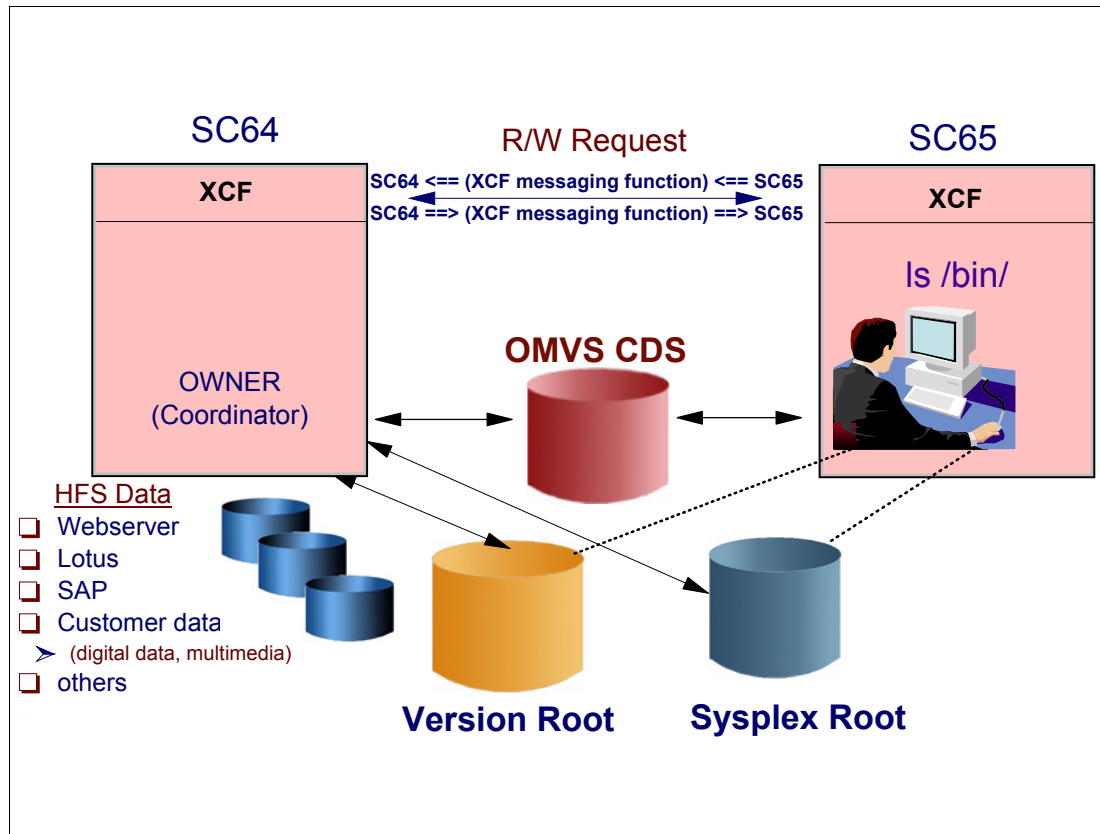 SC64
R/W Request
SC65
XCF
SC64 <== (XCF messaging function) <== SC65
SC64 ==> (XCF messaging function) ==> SC65
XCF
ls /bin/
OMVS CDS
OWNER
(Coordinator)
HFS Data
Webserver
Lotus
SAP
Customer data
(digital data, multimedia)
others
Version Root
Sysplex Root